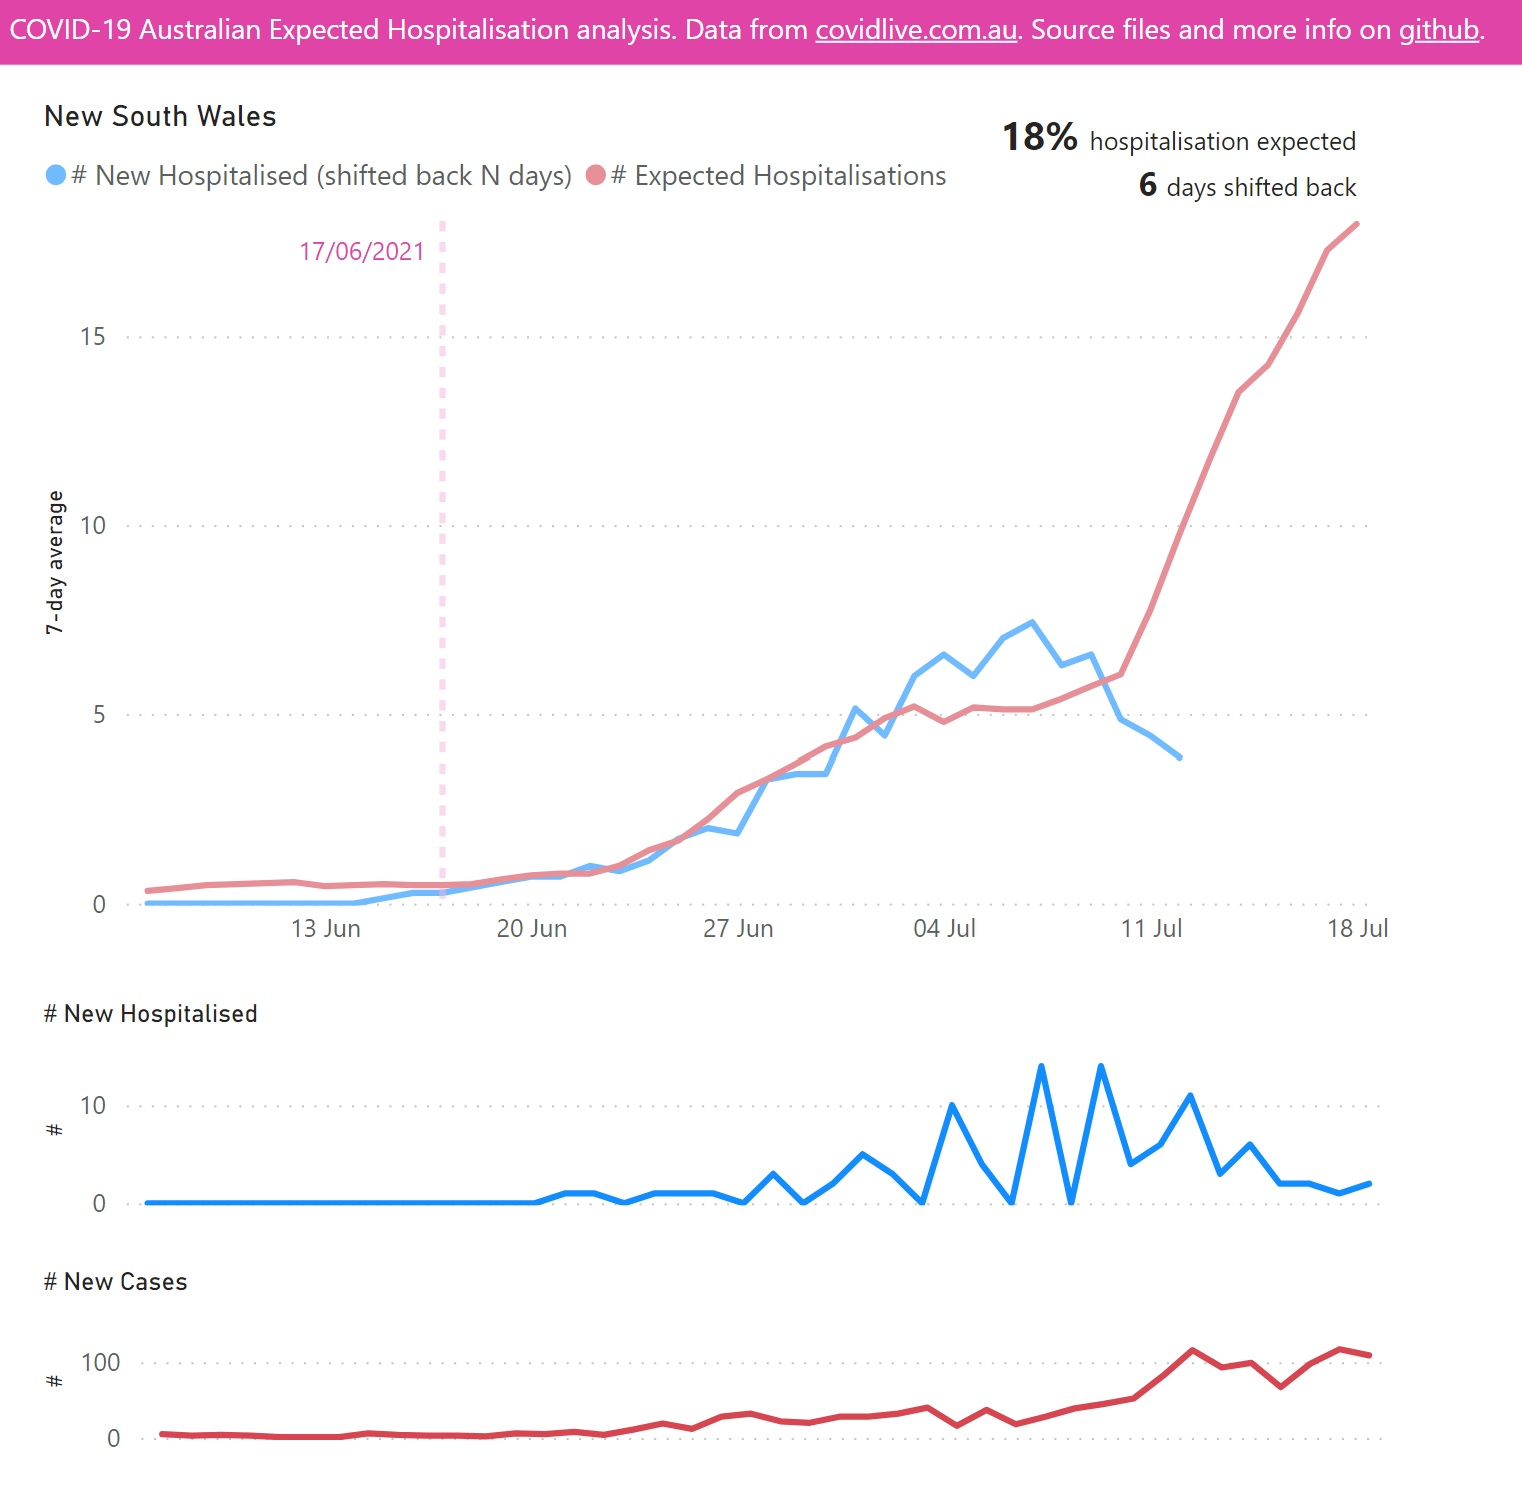 COVID-19 Australian Expected Hospitalisation analysis. Data from covidlive.com.au. Source files and more info on github.
New South Wales
18% hospitalisation expected
# New Hospitalised (shifted back N days) # Expected Hospitalisations
6 days shifted back
17/06/2021
15
10
5
0
7-day average
13 Jun 20 Jun 27 Jun 04 Jul 11 Jul 18 Jul
# New Hospitalised
10
#
0
# New Cases
100
#
0